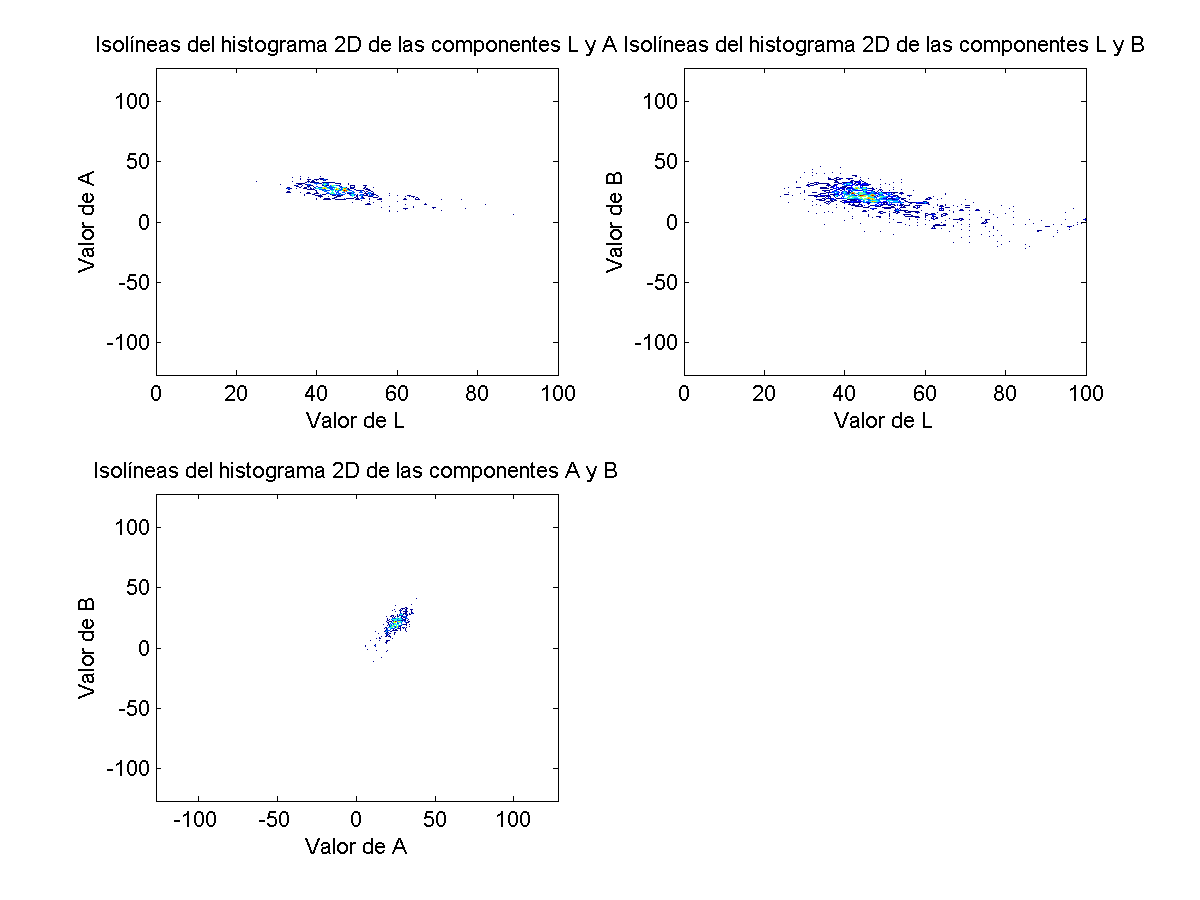 Isolíneas del histograma 2D de las componentes L y A
100
50
0
-50
-100
Valor de A
0 20 40 60 80 100
Valor de L
Isolíneas del histograma 2D de las componentes L y B
100
50
0
-50
-100
Valor de B
0 20 40 60 80 100
Valor de L
Isolíneas del histograma 2D de las componentes A y B
100
50
0
-50
-100
Valor de B
-100 -50 0 50 100
Valor de A